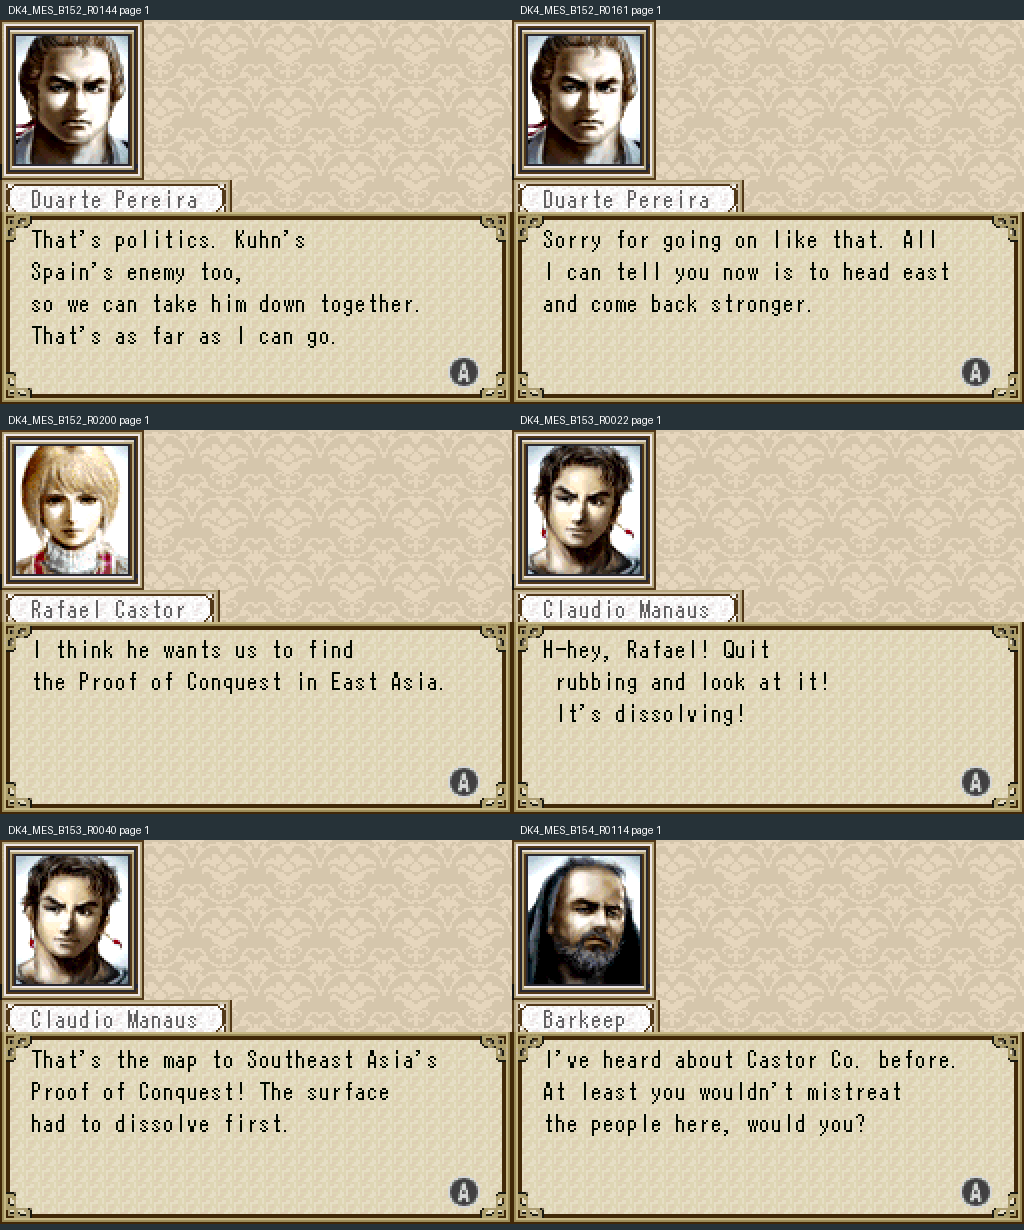 DK4_MES_B152_R0144 page 1
Duarte Pereira
That's politics. Kuhn's
Spain's enemy too,
so we can take him down together.
That's as far as I can go.
A
DK4_MES_B152_R0161 page 1
Duarte Pereira
Sorry for going on like that. All
I can tell you now is to head east
and come back stronger.
A
DK4_MES_B152_R0200 page 1
Rafael Castor
I think he wants us to find
the Proof of Conquest in East Asia.
A
DK4_MES_B153_R0022 page 1
Claudio Manaus
H-hey, Rafael! Quit
rubbing and look at it!
It's dissolving!
A
DK4_MES_B153_R0040 page 1
Claudio Manaus
That's the map to Southeast Asia's
Proof of Conquest! The surface
had to dissolve first.
A
DK4_MES_B154_R0114 page 1
Barkeep
I've heard about Castor Co. before.
At least you wouldn't mistreat
the people here, would you?
A